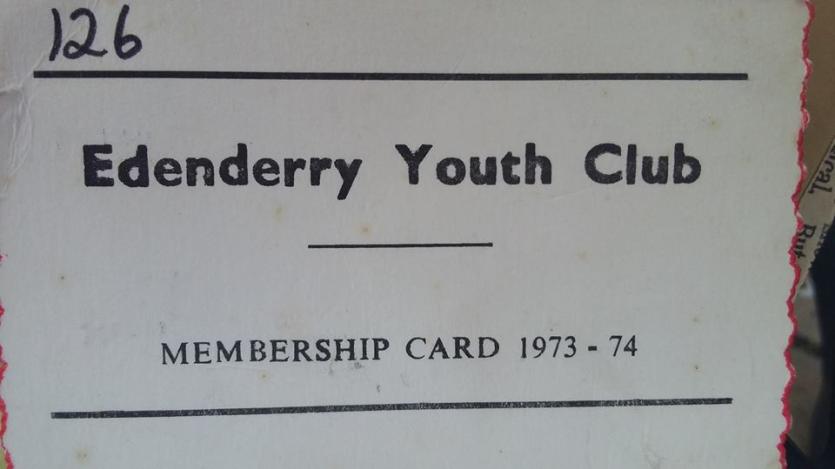 126
Edenderry Youth Club
MEMBERSHIP CARD 1973 - 74